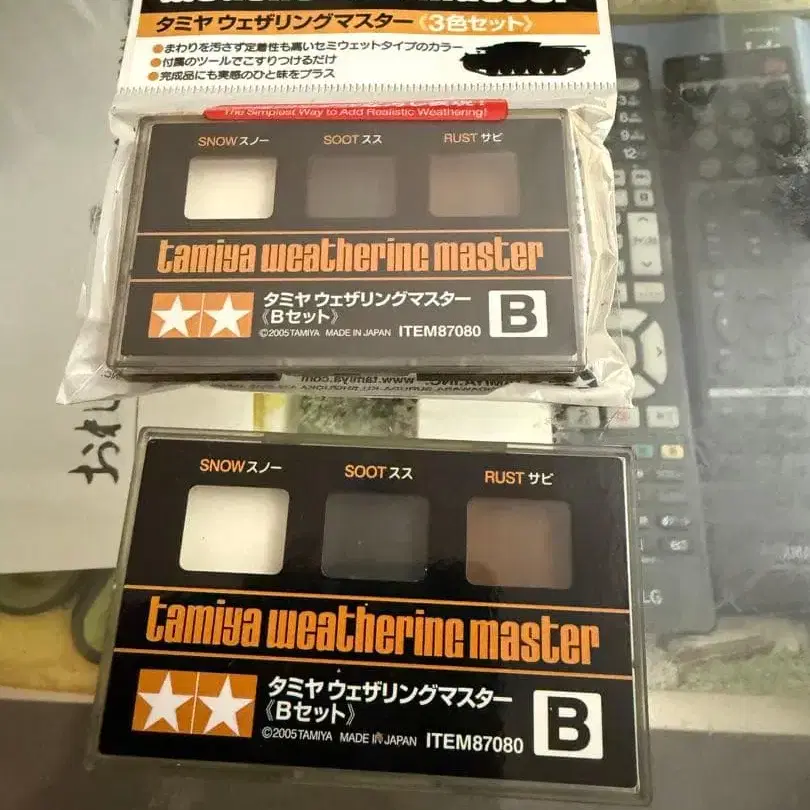 タミヤ ウェザリングマスター《3色セット》
●まわりを汚さず定着性も高いセミウェットタイプのカラー
●付属のツールでこすりつけるだけ
●完成品にも実感のひと味をプラス
The Simplest Way to Add Realistic Weathering!
SNOW スノー SOOT スス RUST サビ
tamiya weathering master
タミヤ ウェザリングマスター
《Bセット》
©2005 TAMIYA MADE IN JAPAN ITEM87080
B
www.tamiya.com
SNOW スノー SOOT スス RUST サビ
tamiya weathering master
タミヤ ウェザリングマスター
《Bセット》
©2005 TAMIYA MADE IN JAPAN ITEM87080
B
LG